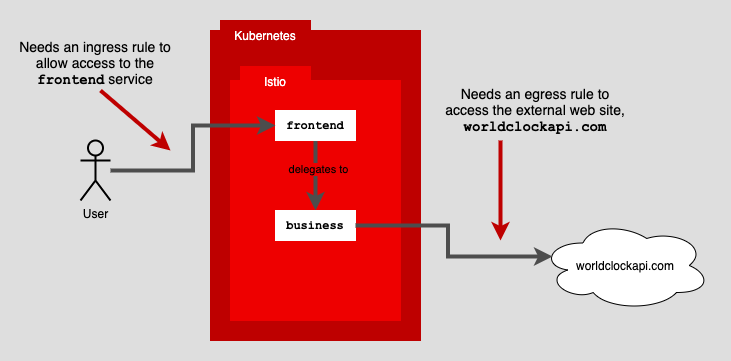 Needs an ingress rule to
allow access to the
frontend service
Kubernetes
Istio
frontend
delegates to
business
User
Needs an egress rule to
access the external web site,
worldclockapi.com
worldclockapi.com